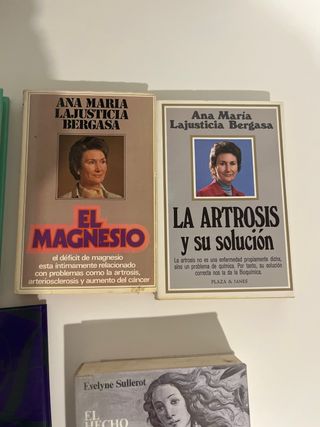 ANA MARIA
LAJUSTICIA
BERGASA
EL
MAGNESIO
el déficit de magnesio
esta íntimamente relacionado
con problemas como la artrosis,
arteriosclerosis y aumento del cáncer
Ana María
Lajusticia Bergasa
LA ARTROSIS
y su solución
La artrosis no es una enfermedad propiamente dicha,
sino un problema de química. Por tanto, su solución
correcta nos la da la Bioquímica.
PLAZA & JANES
Evelyne Sullerot
EL
HECHO